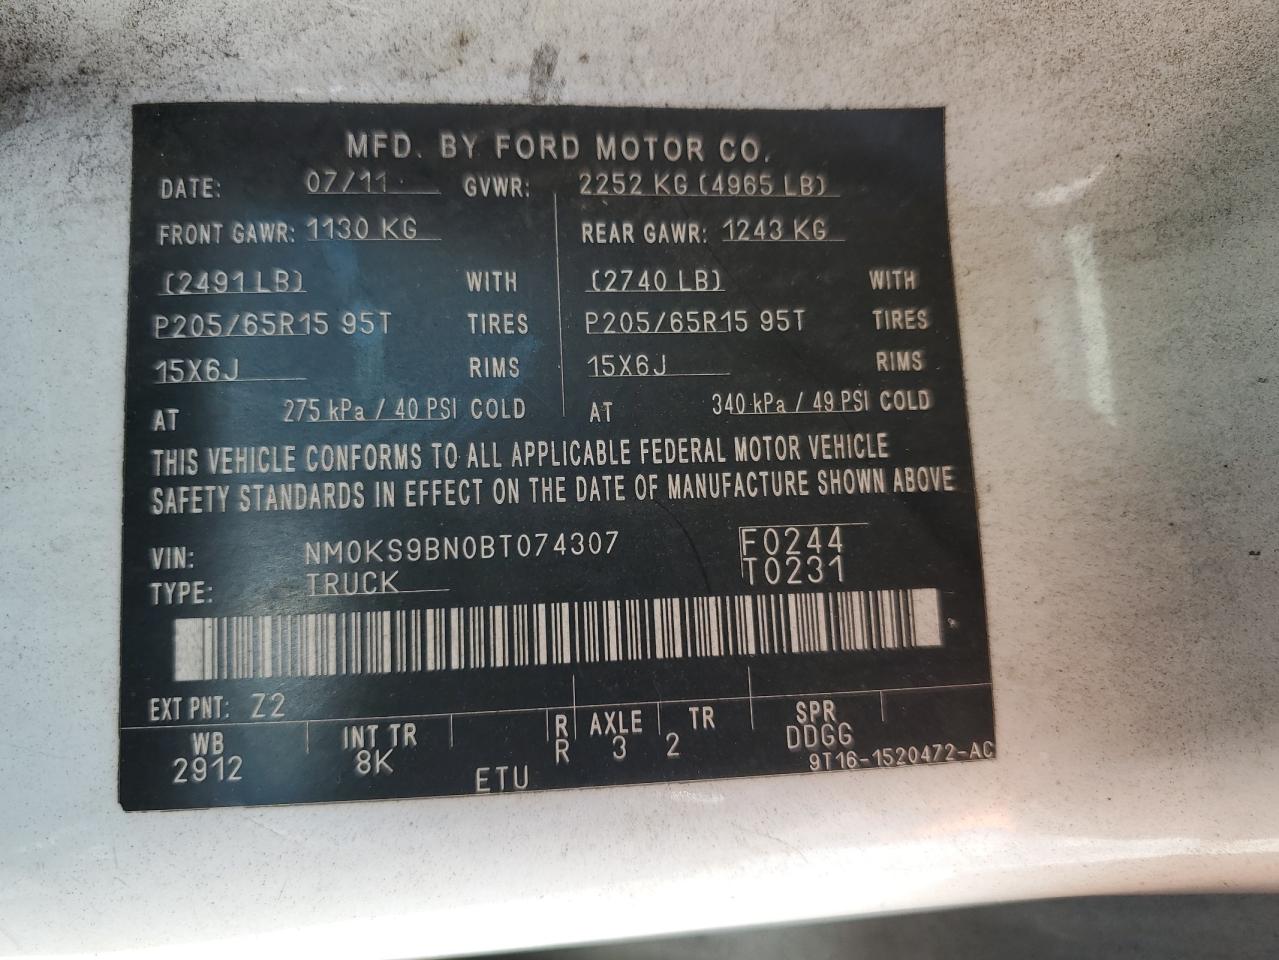 MFD. BY FORD MOTOR CO.
DATE: 07/11 GVWR: 2252 KG (4965 LB)
FRONT GAWR: 1130 KG REAR GAWR: 1243 KG
(2491 LB) WITH (2740 LB) WITH
P205/65R15 95T TIRES P205/65R15 95T TIRES
15X6J RIMS 15X6J RIMS
AT 275 kPa / 40 PSI COLD AT 340 kPa / 49 PSI COLD
THIS VEHICLE CONFORMS TO ALL APPLICABLE FEDERAL MOTOR VEHICLE
SAFETY STANDARDS IN EFFECT ON THE DATE OF MANUFACTURE SHOWN ABOVE
VIN: NM0KS9BN0BT074307 F0244
TYPE: TRUCK T0231
EXT PNT: Z2
WB INT TR R AXLE TR SPR
2912 8K R 3 2 DDGG
ETU 9T16-1520472-AC